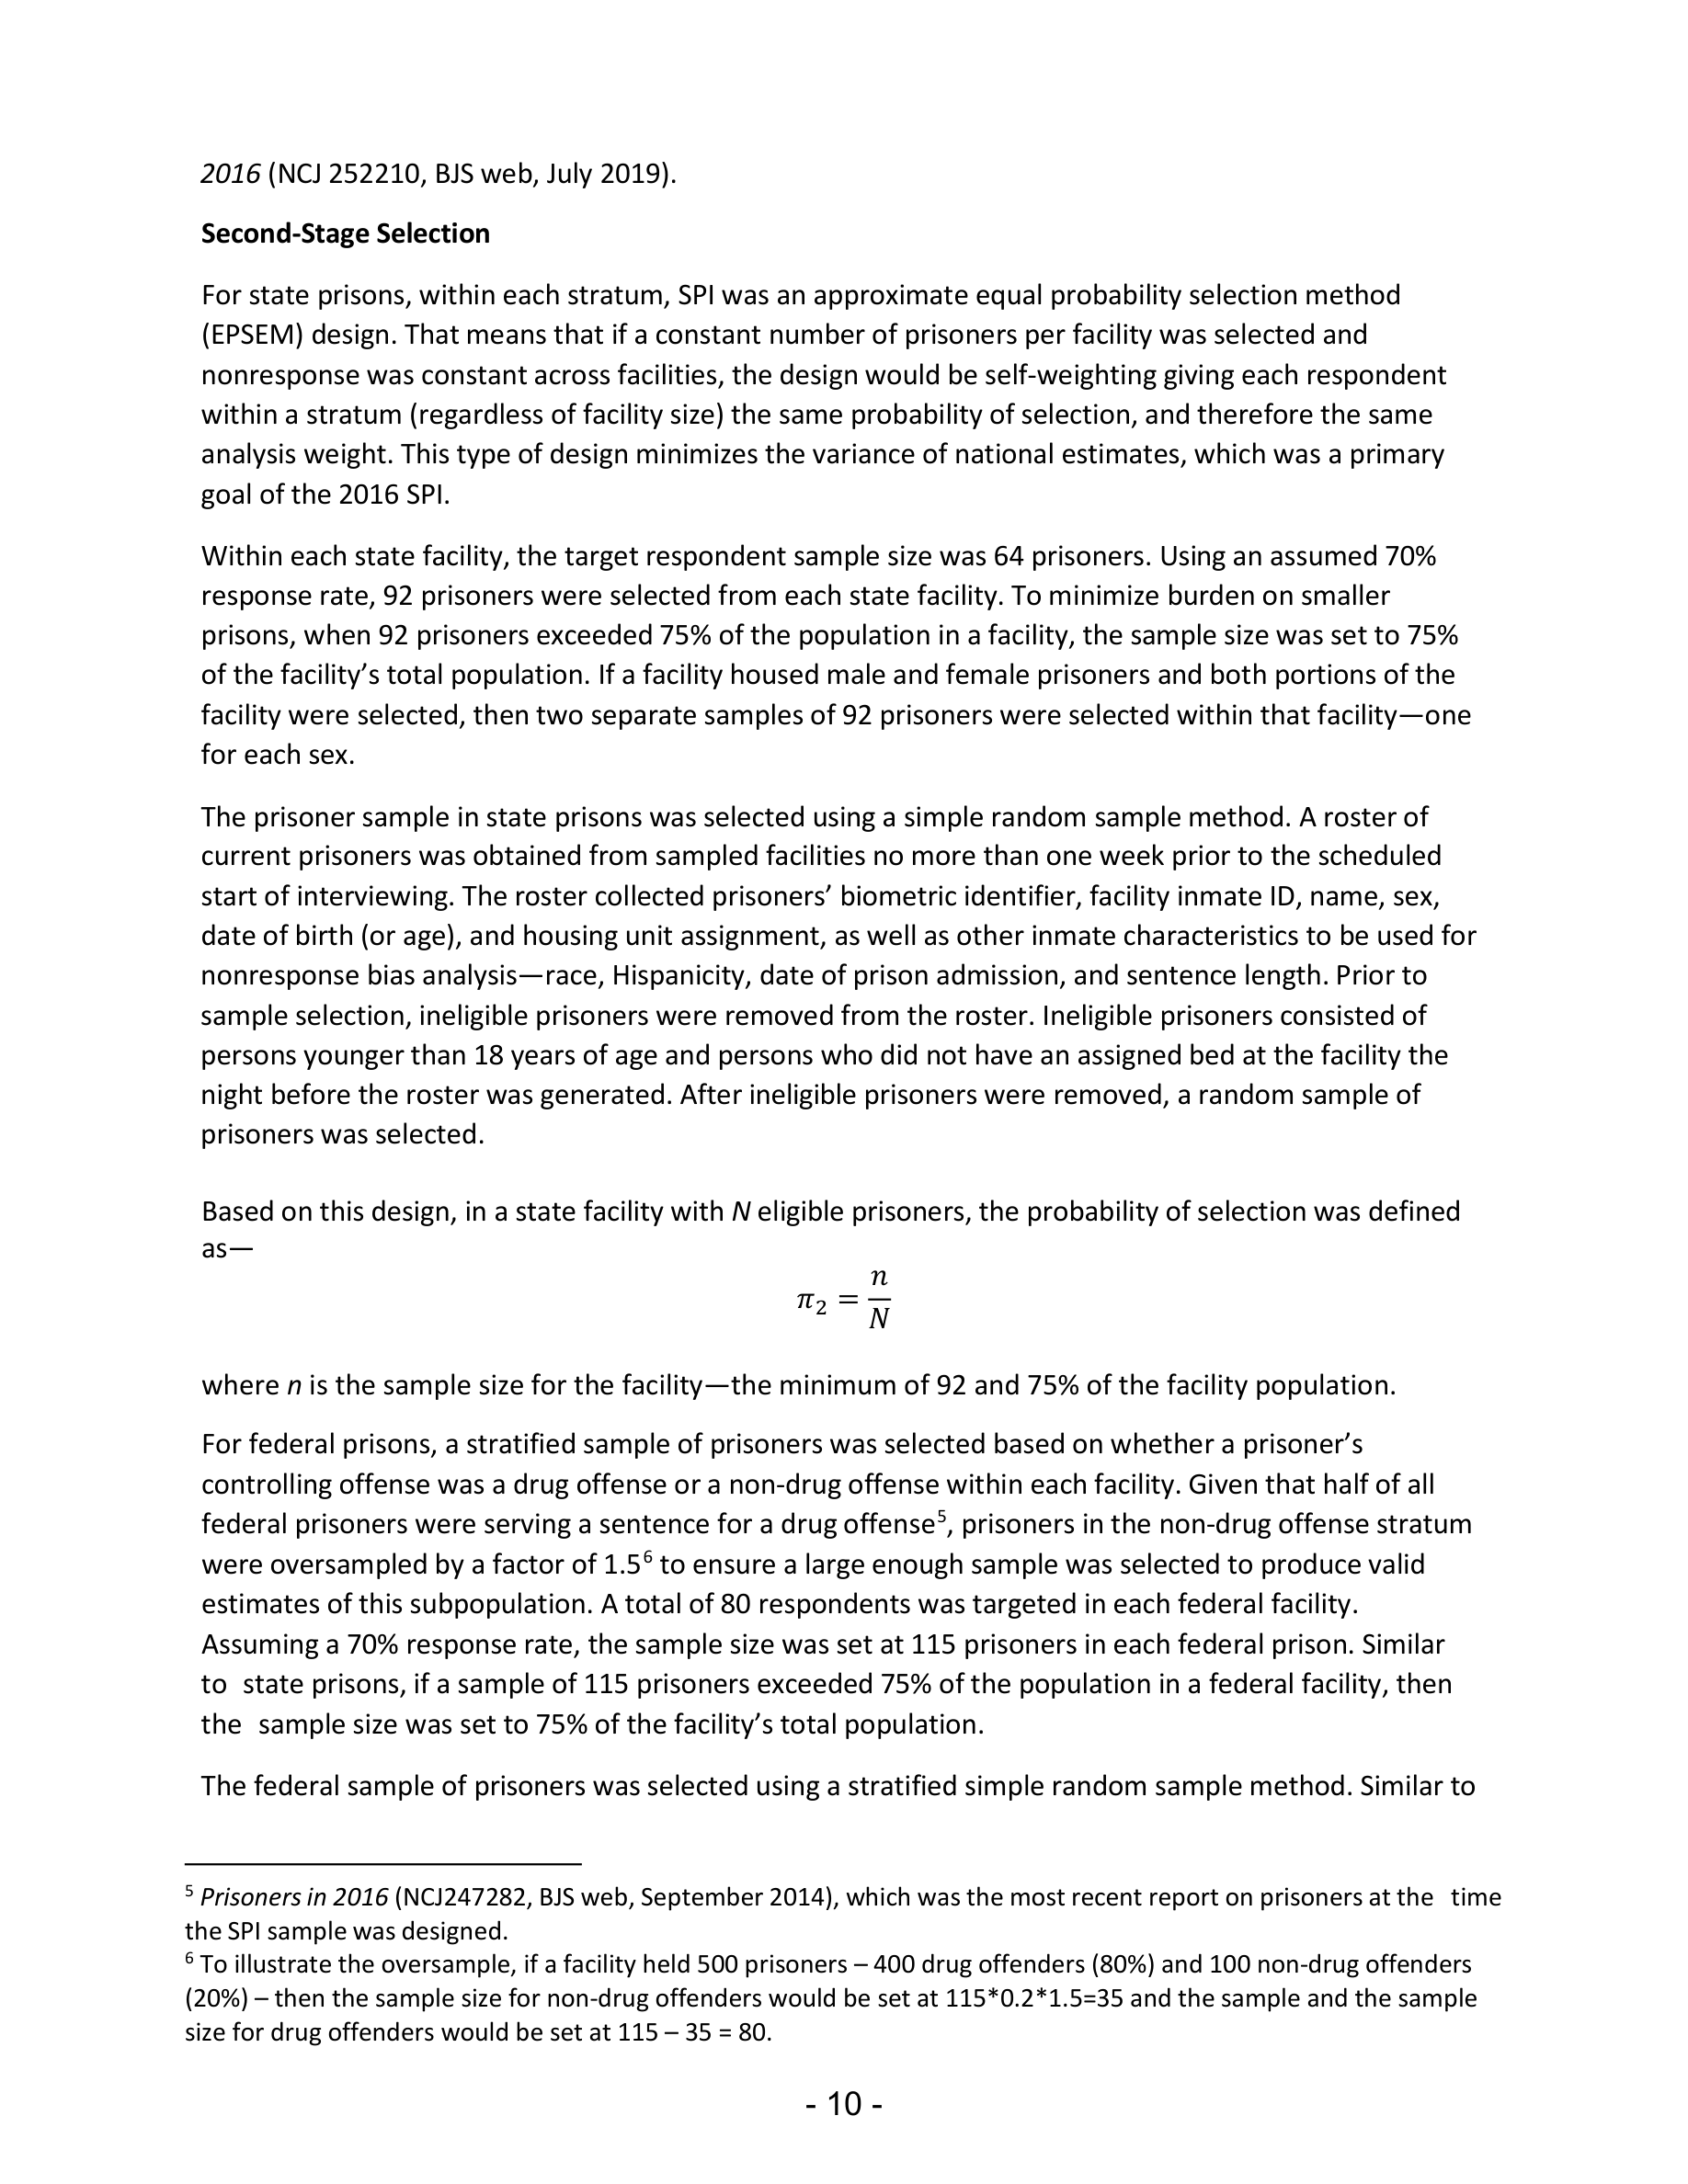 2016 (NCJ 252210, BJS web, July 2019).
Second-Stage Selection
For state prisons, within each stratum, SPI was an approximate equal probability selection method
(EPSEM) design. That means that if a constant number of prisoners per facility was selected and
nonresponse was constant across facilities, the design would be self-weighting giving each respondent
within a stratum (regardless of facility size) the same probability of selection, and therefore the same
analysis weight. This type of design minimizes the variance of national estimates, which was a primary
goal of the 2016 SPI.
Within each state facility, the target respondent sample size was 64 prisoners. Using an assumed 70%
response rate, 92 prisoners were selected from each state facility. To minimize burden on smaller
prisons, when 92 prisoners exceeded 75% of the population in a facility, the sample size was set to 75%
of the facility’s total population. If a facility housed male and female prisoners and both portions of the
facility were selected, then two separate samples of 92 prisoners were selected within that facility—one
for each sex.
The prisoner sample in state prisons was selected using a simple random sample method. A roster of
current prisoners was obtained from sampled facilities no more than one week prior to the scheduled
start of interviewing. The roster collected prisoners’ biometric identifier, facility inmate ID, name, sex,
date of birth (or age), and housing unit assignment, as well as other inmate characteristics to be used for
nonresponse bias analysis—race, Hispanicity, date of prison admission, and sentence length. Prior to
sample selection, ineligible prisoners were removed from the roster. Ineligible prisoners consisted of
persons younger than 18 years of age and persons who did not have an assigned bed at the facility the
night before the roster was generated. After ineligible prisoners were removed, a random sample of
prisoners was selected.
Based on this design, in a state facility with N eligible prisoners, the probability of selection was defined
as—
π₂ = n/N
where n is the sample size for the facility—the minimum of 92 and 75% of the facility population.
For federal prisons, a stratified sample of prisoners was selected based on whether a prisoner’s
controlling offense was a drug offense or a non-drug offense within each facility. Given that half of all
federal prisoners were serving a sentence for a drug offense⁵, prisoners in the non-drug offense stratum
were oversampled by a factor of 1.5⁶ to ensure a large enough sample was selected to produce valid
estimates of this subpopulation. A total of 80 respondents was targeted in each federal facility.
Assuming a 70% response rate, the sample size was set at 115 prisoners in each federal prison. Similar
to state prisons, if a sample of 115 prisoners exceeded 75% of the population in a federal facility, then
the sample size was set to 75% of the facility’s total population.
The federal sample of prisoners was selected using a stratified simple random sample method. Similar to
⁵ Prisoners in 2016 (NCJ247282, BJS web, September 2014), which was the most recent report on prisoners at the time
the SPI sample was designed.
⁶ To illustrate the oversample, if a facility held 500 prisoners – 400 drug offenders (80%) and 100 non-drug offenders
(20%) – then the sample size for non-drug offenders would be set at 115*0.2*1.5=35 and the sample and the sample
size for drug offenders would be set at 115 – 35 = 80.
- 10 -